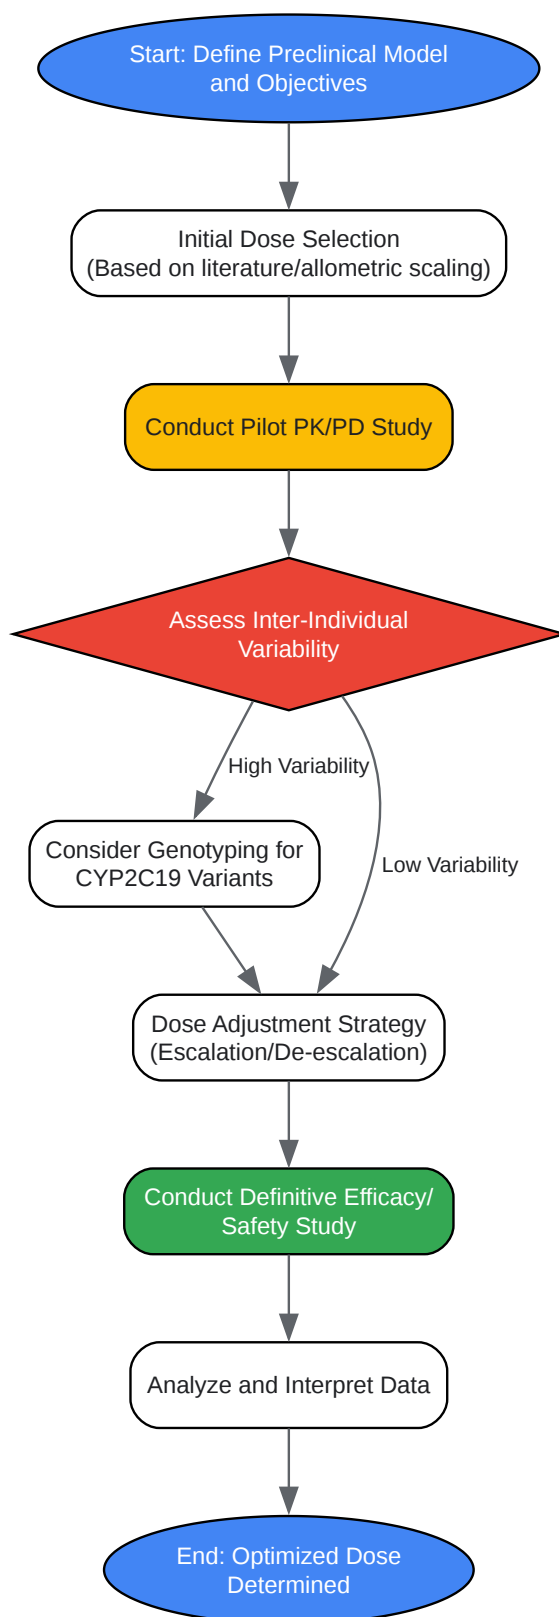 Start: Define Preclinical Model
and Objectives
Initial Dose Selection
(Based on literature/allometric scaling)
Conduct Pilot PK/PD Study
Assess Inter-Individual
Variability
High Variability
Consider Genotyping for
CYP2C19 Variants
Low Variability
Dose Adjustment Strategy
(Escalation/De-escalation)
Conduct Definitive Efficacy/
Safety Study
Analyze and Interpret Data
End: Optimized Dose
Determined